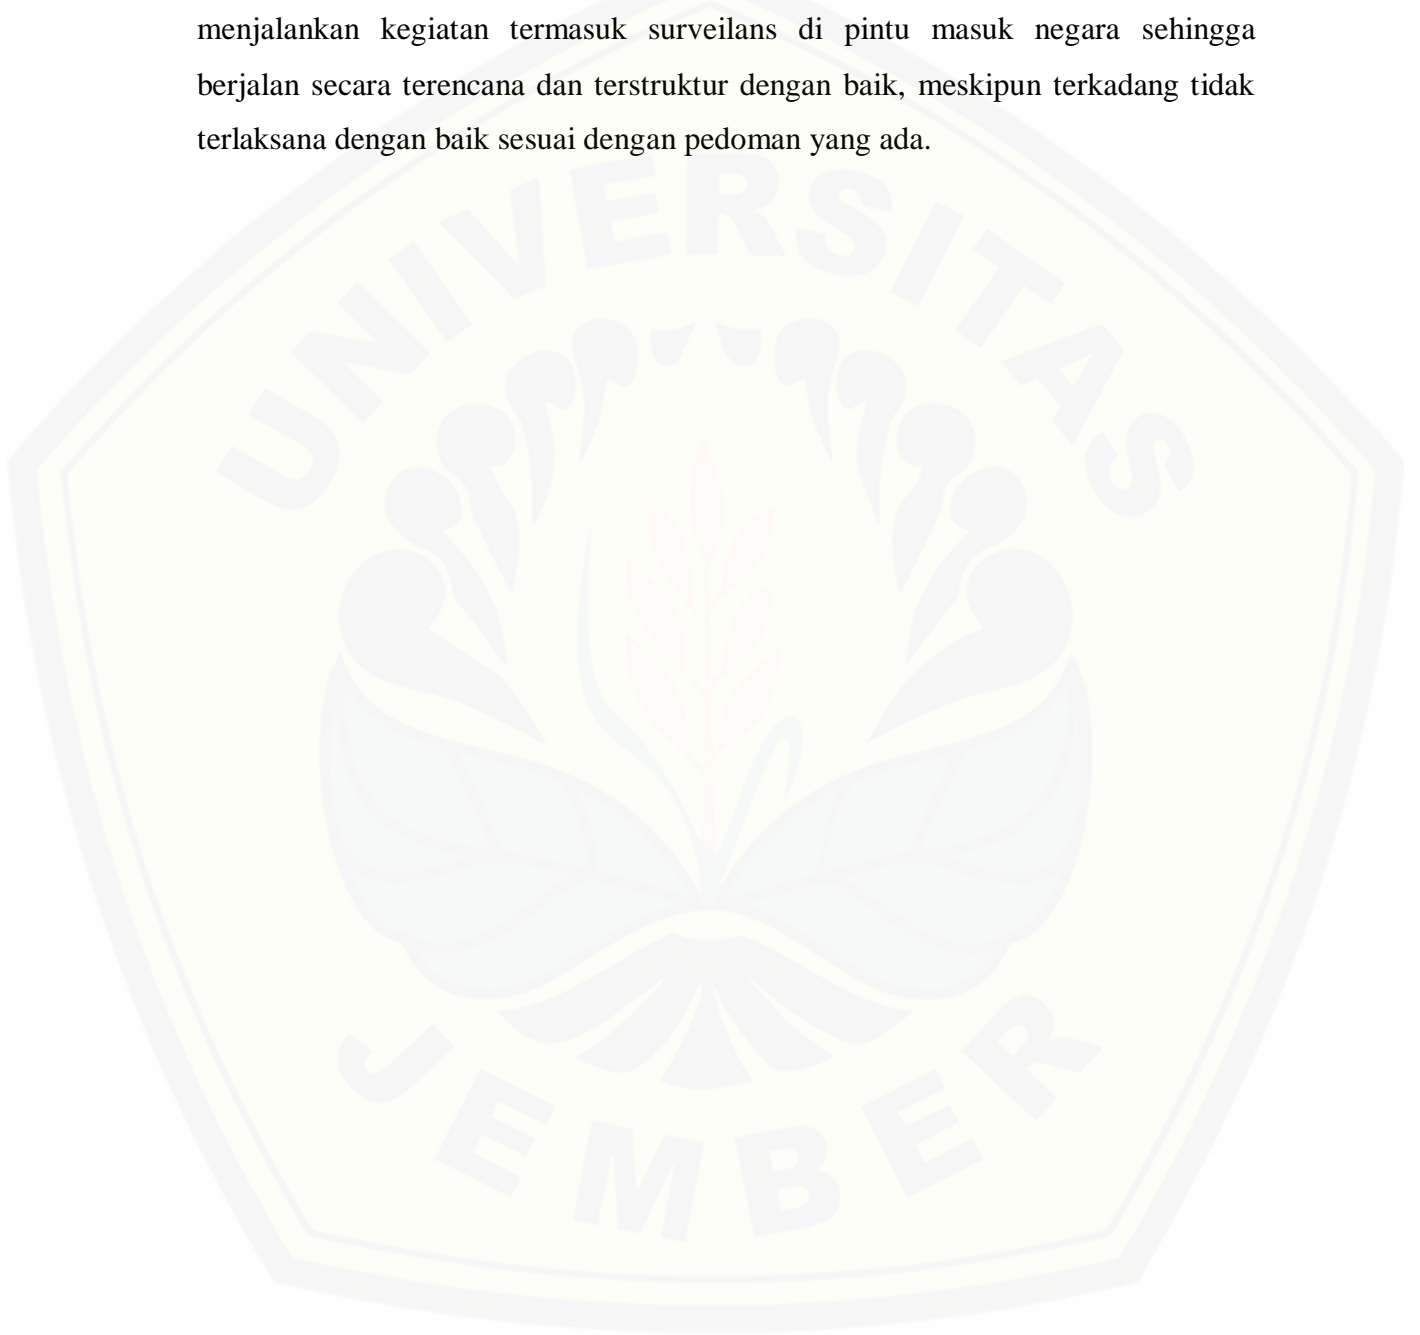 menjalankan kegiatan termasuk surveilans di pintu masuk negara sehingga
berjalan secara terencana dan terstruktur dengan baik, meskipun terkadang tidak
terlaksana dengan baik sesuai dengan pedoman yang ada.
UNIVERSITAS
JEMBER